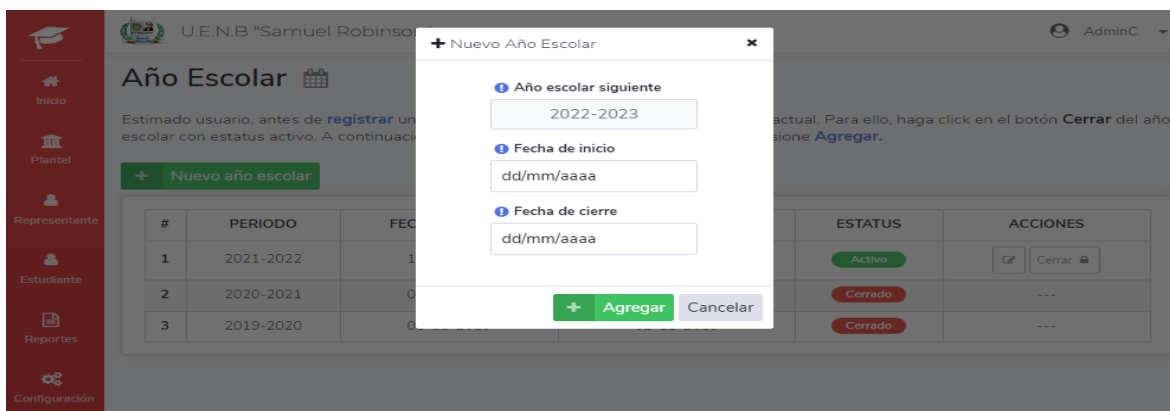 U.E.N.B "Samuel Robinso
AdminC
Inicio
Plantel
Representante
Estudiante
Reportes
Configuración
Año Escolar
Estimado usuario, antes de registrar un
actual. Para ello, haga click en el botón Cerrar del año
escolar con estatus activo. A continuaci
sione Agregar.
+ Nuevo año escolar
# PERIODO FEC ESTATUS ACCIONES
1 2021-2022 1 Activo Cerrar
2 2020-2021 0 Cerrado ---
3 2019-2020 Cerrado ---
+ Nuevo Año Escolar ×
Año escolar siguiente
2022-2023
Fecha de inicio
dd/mm/aaaa
Fecha de cierre
dd/mm/aaaa
+ Agregar Cancelar